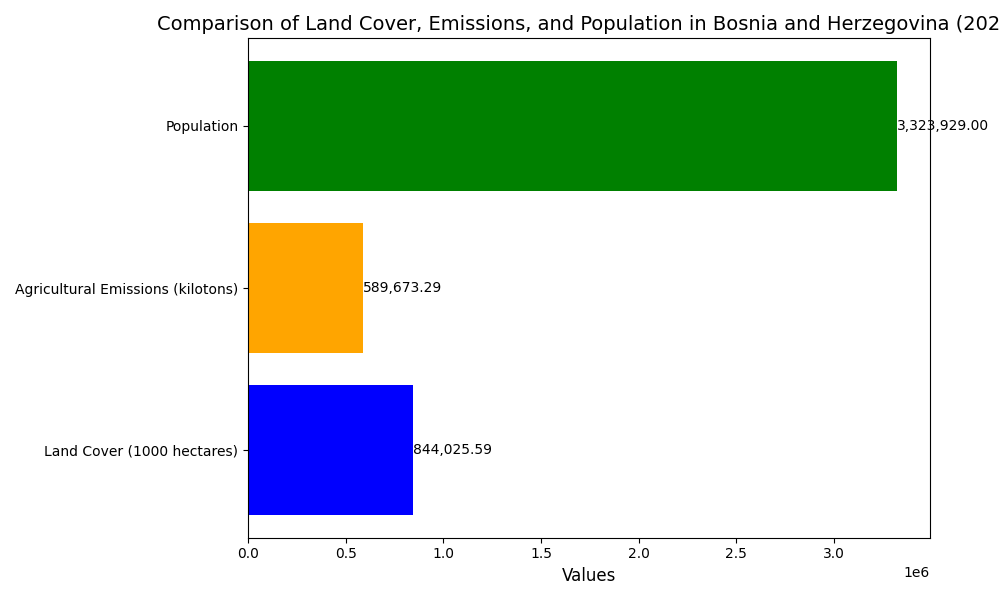 Comparison of Land Cover, Emissions, and Population in Bosnia and Herzegovina (202
Population
3,323,929.00
Agricultural Emissions (kilotons)
589,673.29
Land Cover (1000 hectares)
844,025.59
0.0 0.5 1.0 1.5 2.0 2.5 3.0
1e6
Values